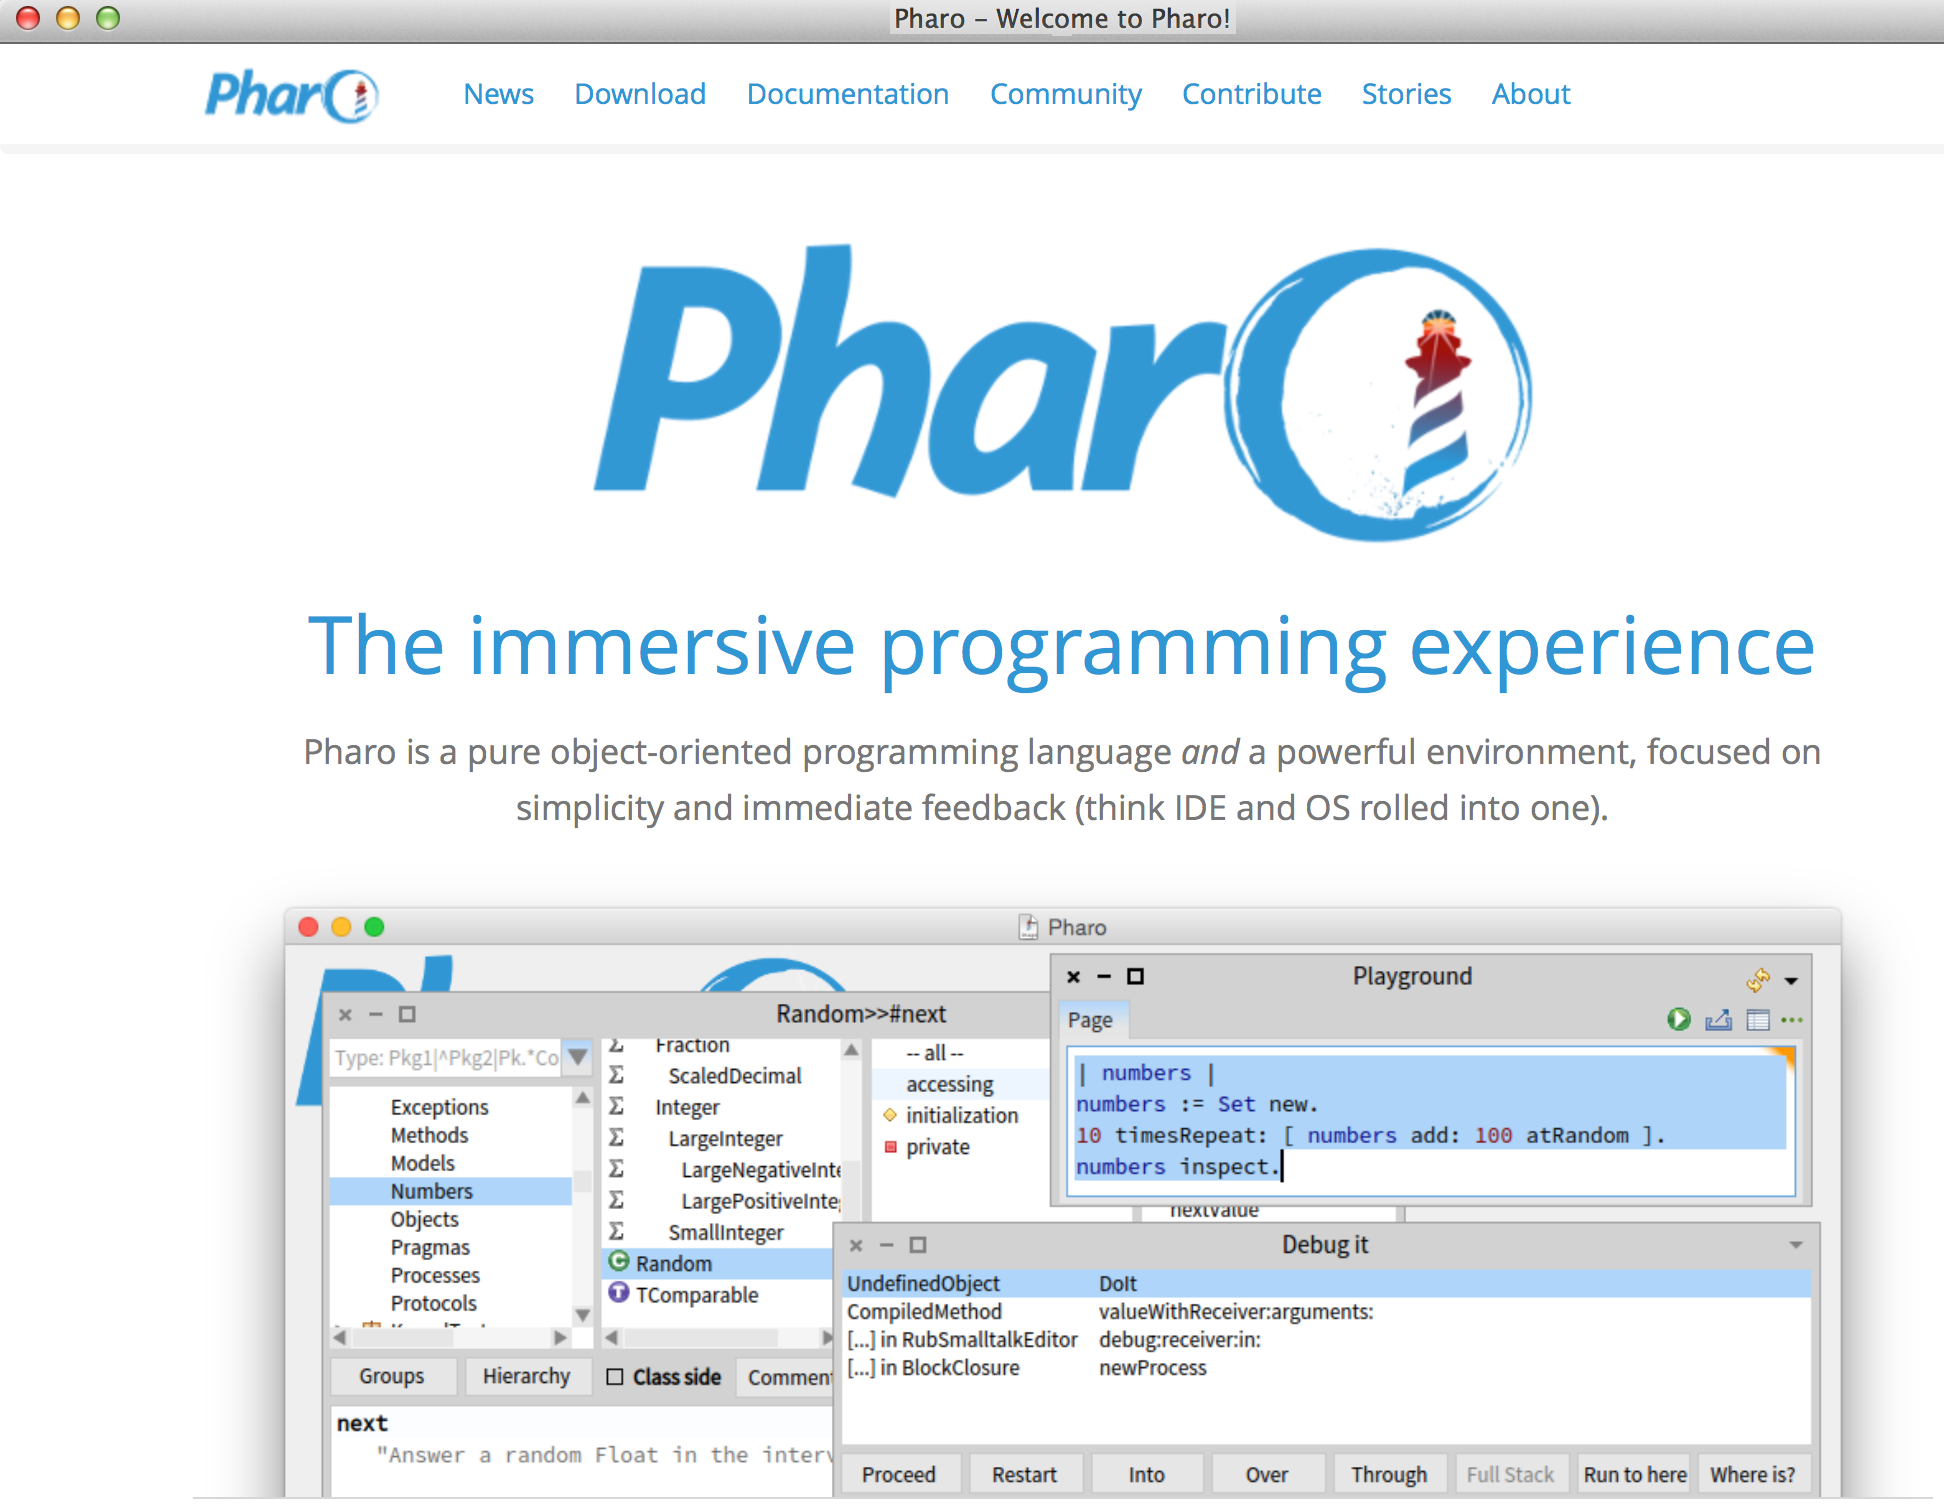 Pharo – Welcome to Pharo!
Pharo
News Download Documentation Community Contribute Stories About
Pharo
The immersive programming experience
Pharo is a pure object-oriented programming language and a powerful environment, focused on
simplicity and immediate feedback (think IDE and OS rolled into one).
Pharo
Random>>#next
Type: Pkg1|^Pkg2|Pk.*Co
Exceptions
Methods
Models
Numbers
Objects
Pragmas
Processes
Protocols
Fraction
ScaledDecimal
Integer
LargeInteger
LargeNegativeInte
LargePositiveInte
SmallInteger
Random
TComparable
-- all --
accessing
initialization
private
nextValue
Groups Hierarchy Class side Commen
next
"Answer a random Float in the interv
Playground
Page
| numbers |
numbers := Set new.
10 timesRepeat: [ numbers add: 100 atRandom ].
numbers inspect.
Debug it
UndefinedObject DoIt
CompiledMethod valueWithReceiver:arguments:
[...] in RubSmalltalkEditor debug:receiver:in:
[...] in BlockClosure newProcess
Proceed Restart Into Over Through Full Stack Run to here Where is?